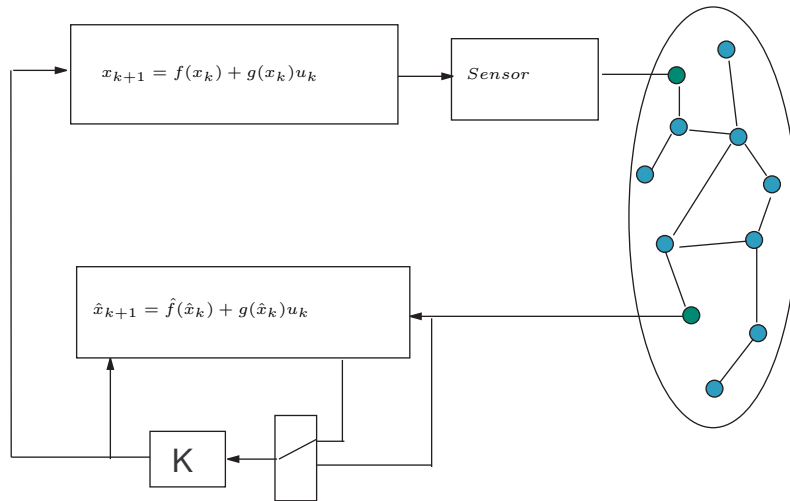 x_{k+1} = f(x_k) + g(x_k)u_k
Sensor
x̂_{k+1} = f̂(x̂_k) + g(x̂_k)u_k
K